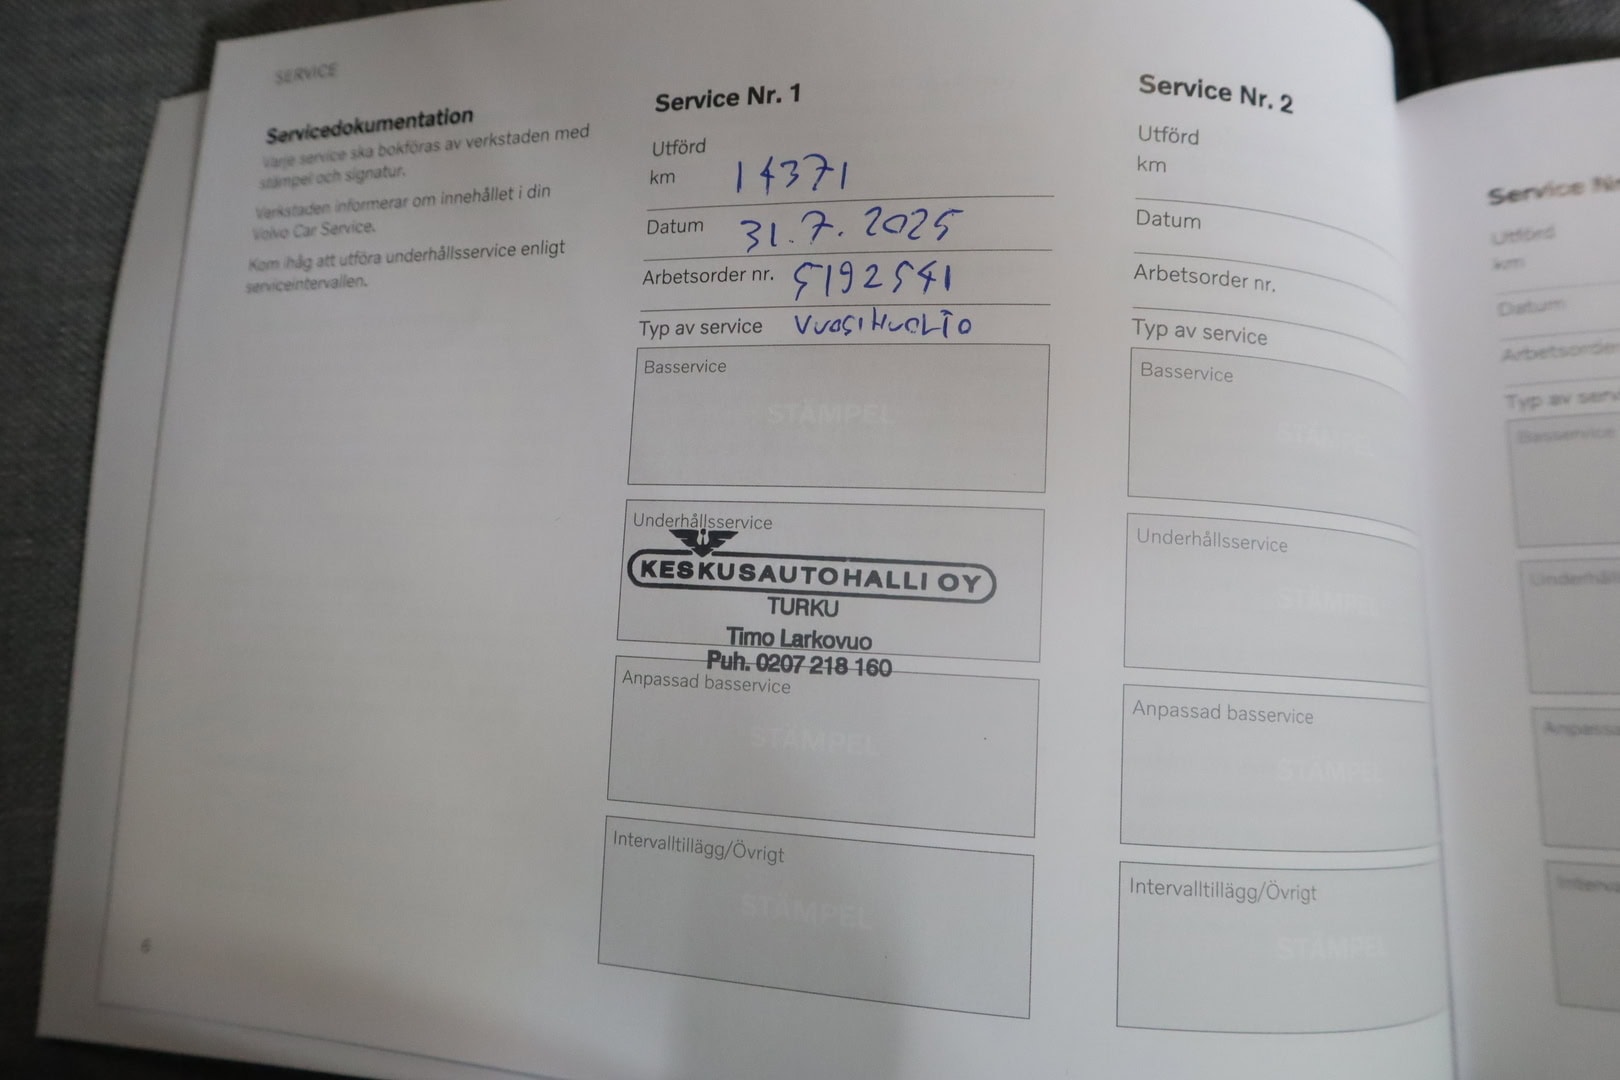 SERVICE
Servicedokumentation
Varje service ska bokföras av verkstaden med
stämpel och signatur.
Verkstaden informerar om innehållet i din
Volvo Car Service.
Kom ihåg att utföra underhållsservice enligt
serviceintervallen.
6
Service Nr. 1
Utförd
km 14371
Datum 31.7.2025
Arbetsorder nr. 5192541
Typ av service VUOSIHUOLTO
Basservice
STÄMPEL
Underhållsservice
KESKUSAUTOHALLI OY
TURKU
Timo Larkovuo
Puh. 0207 218 160
Anpassad basservice
STÄMPEL
Intervalltillägg/Övrigt
STÄMPEL
Service Nr. 2
Utförd
km
Datum
Arbetsorder nr.
Typ av service
Basservice
STÄMPEL
Underhållsservice
STÄMPEL
Anpassad basservice
STÄMPEL
Intervalltillägg/Övrigt
STÄMPEL
Service
Utförd
km
Datum
Arbetsorder
Typ av
Basservice